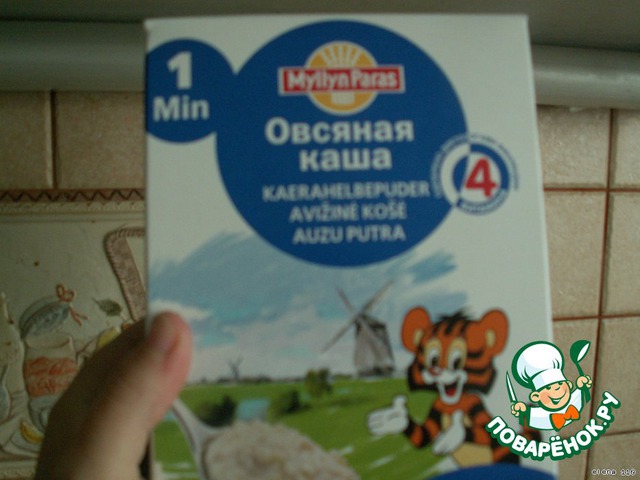 1
Min
Myllyn Paras
Овсяная
каша
KAERAHELBEPUDER
AVIŽINĖ KOŠĖ
AUZU PUTRA
4
ПОВАРЁНОК.РУ